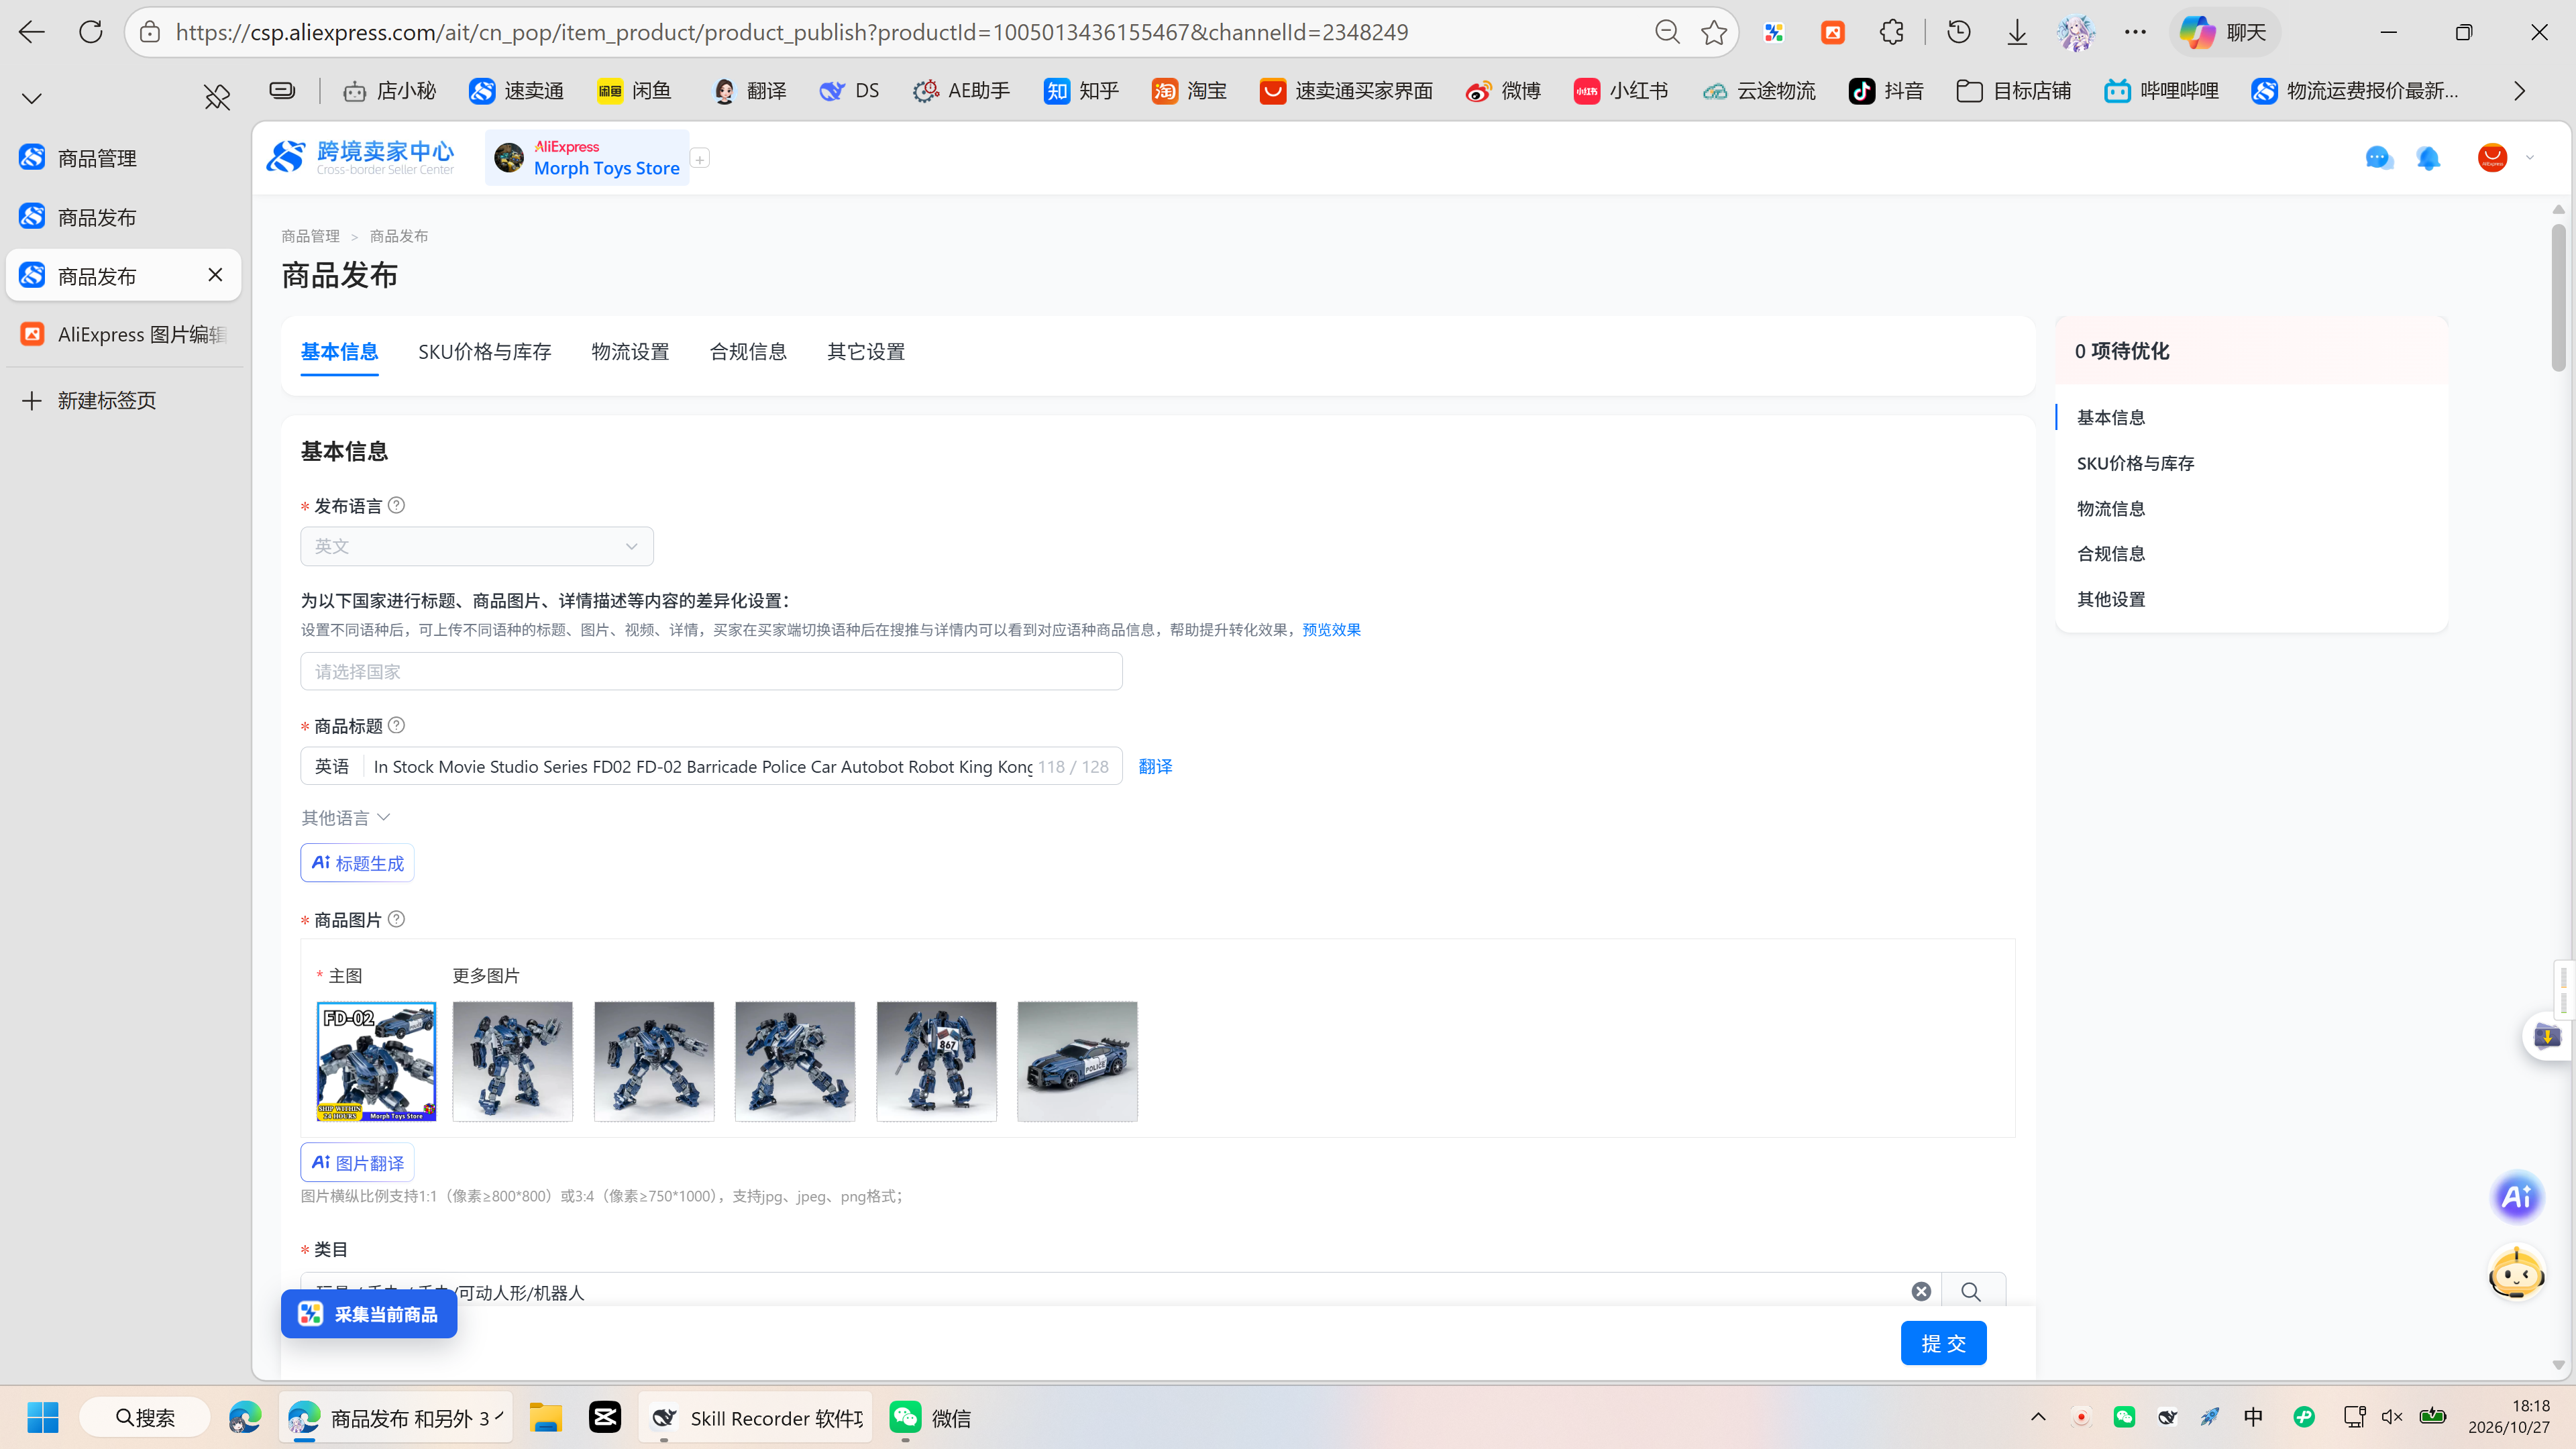 https://csp.aliexpress.com/ait/cn_pop/item_product/product_publish?productId=1005013436155467&channelId=2348249
聊天
店小秘
速卖通
闲鱼
翻译
DS
AE助手
知乎
淘宝
速卖通买家界面
微博
小红书
云途物流
抖音
目标店铺
哔哩哔哩
物流运费报价最新...
商品管理
商品发布
商品发布
AliExpress 图片编辑
新建标签页
跨境卖家中心
Cross-border Seller Center
AliExpress
Morph Toys Store
商品管理 > 商品发布
商品发布
基本信息
SKU价格与库存
物流设置
合规信息
其它设置
0 项待优化
基本信息
SKU价格与库存
物流信息
合规信息
其他设置
基本信息
* 发布语言
英文
为以下国家进行标题、商品图片、详情描述等内容的差异化设置：
设置不同语种后，可上传不同语种的标题、图片、视频、详情，买家在买家端切换语种后在搜推与详情内可以看到对应语种商品信息，帮助提升转化效果，预览效果
请选择国家
* 商品标题
英语 In Stock Movie Studio Series FD02 FD-02 Barricade Police Car Autobot Robot King Kong 118 / 128 翻译
其他语言
Ai 标题生成
* 商品图片
* 主图 更多图片
FD-02
SHIP WITHIN
24 HOURS
Morph Toys Store
867
POLICE
Ai 图片翻译
图片横纵比例支持1:1（像素≥800*800）或3:4（像素≥750*1000），支持jpg、jpeg、png格式；
* 类目
/可动人形/机器人
采集当前商品
提 交
Ai
搜索
商品发布 和另外 3
Skill Recorder 软件
微信
中
18:18
2026/10/27